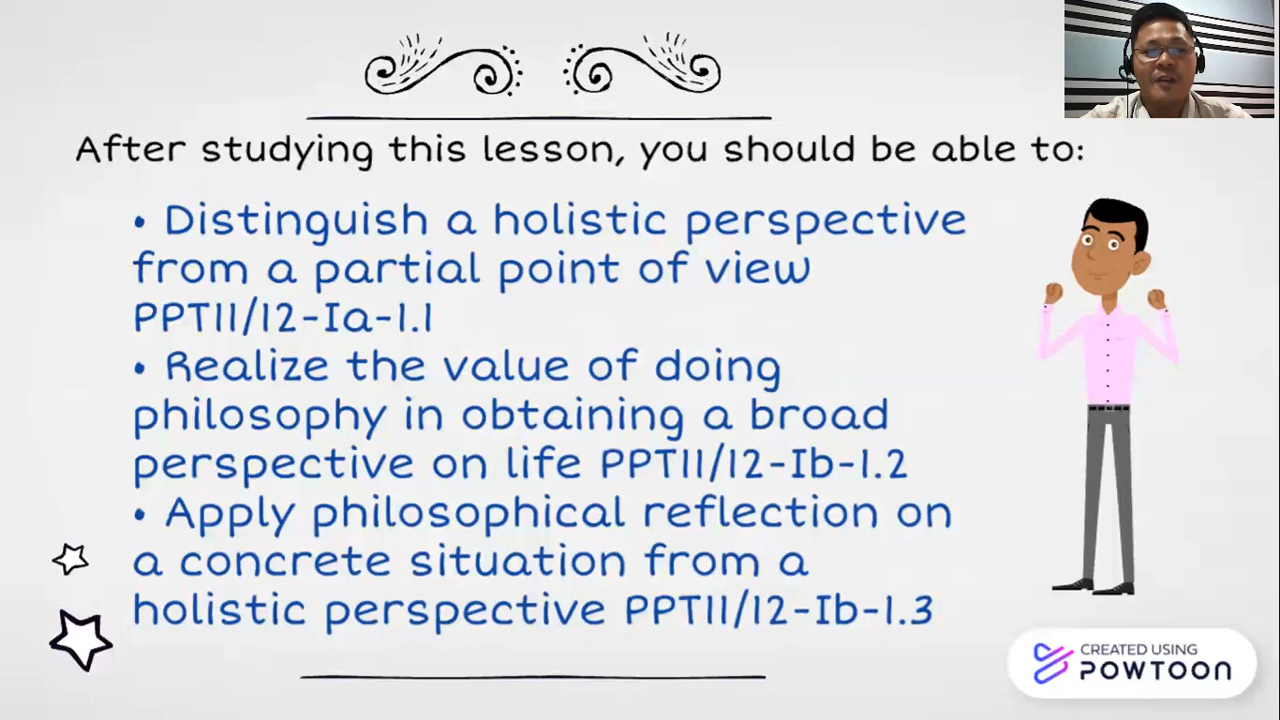 After studying this lesson, you should be able to:
• Distinguish a holistic perspective
from a partial point of view
PPT11/12-Ia-1.1
• Realize the value of doing
philosophy in obtaining a broad
perspective on life PPT11/12-Ib-1.2
• Apply philosophical reflection on
a concrete situation from a
holistic perspective PPT11/12-Ib-1.3
CREATED USING
POWTOON